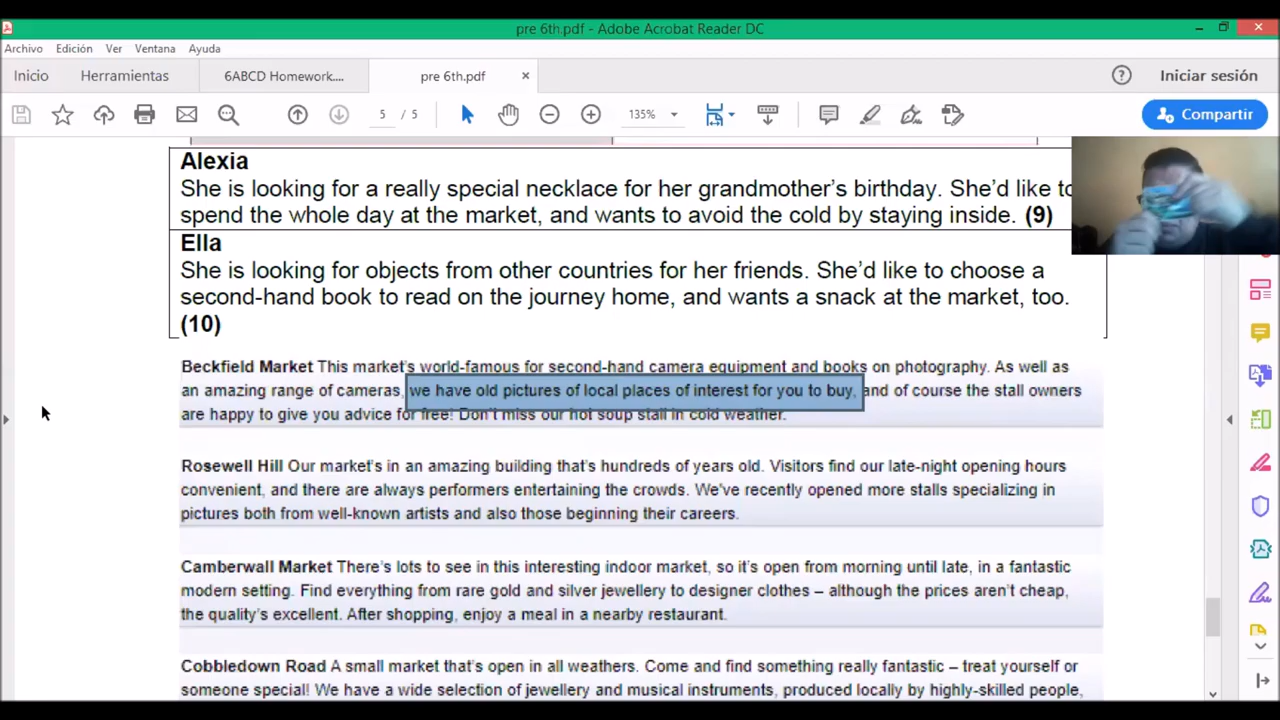 pre 6th.pdf - Adobe Acrobat Reader DC
Archivo Edición Ver Ventana Ayuda
Inicio Herramientas 6ABCD Homework.... pre 6th.pdf × ? Iniciar sesión
5 / 5 135% Compartir
Alexia
She is looking for a really special necklace for her grandmother's birthday. She'd like to
spend the whole day at the market, and wants to avoid the cold by staying inside. (9)
Ella
She is looking for objects from other countries for her friends. She'd like to choose a
second-hand book to read on the journey home, and wants a snack at the market, too.
(10)
Beckfield Market This market's world-famous for second-hand camera equipment and books on photography. As well as
an amazing range of cameras, we have old pictures of local places of interest for you to buy, and of course the stall owners
are happy to give you advice for free! Don't miss our hot soup stall in cold weather.
Rosewell Hill Our market's in an amazing building that's hundreds of years old. Visitors find our late-night opening hours
convenient, and there are always performers entertaining the crowds. We've recently opened more stalls specializing in
pictures both from well-known artists and also those beginning their careers.
Camberwall Market There's lots to see in this interesting indoor market, so it's open from morning until late, in a fantastic
modern setting. Find everything from rare gold and silver jewellery to designer clothes – although the prices aren't cheap,
the quality's excellent. After shopping, enjoy a meal in a nearby restaurant.
Cobbledown Road A small market that's open in all weathers. Come and find something really fantastic – treat yourself or
someone special! We have a wide selection of jewellery and musical instruments, produced locally by highly-skilled people,